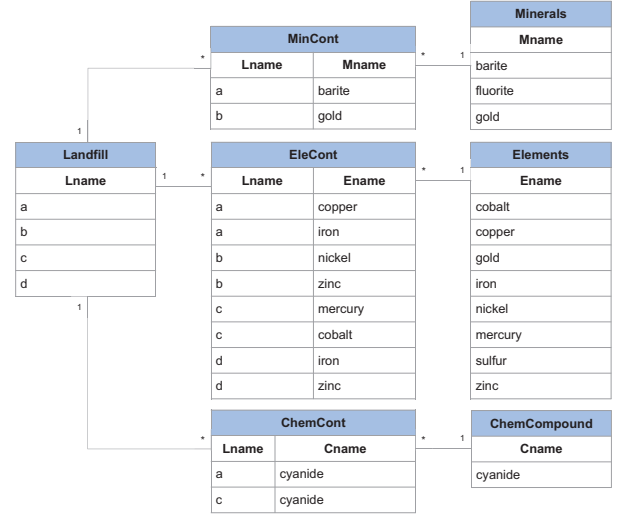 MinCont
Lname Mname
a barite
b gold
Minerals
Mname
barite
fluorite
gold
* * 1
1
Landfill
Lname
a
b
c
d
1 *
EleCont
Lname Ename
a copper
a iron
b nickel
b zinc
c mercury
c cobalt
d iron
d zinc
* 1
Elements
Ename
cobalt
copper
gold
iron
nickel
mercury
sulfur
zinc
1
*
ChemCont
Lname Cname
a cyanide
c cyanide
* 1
ChemCompound
Cname
cyanide